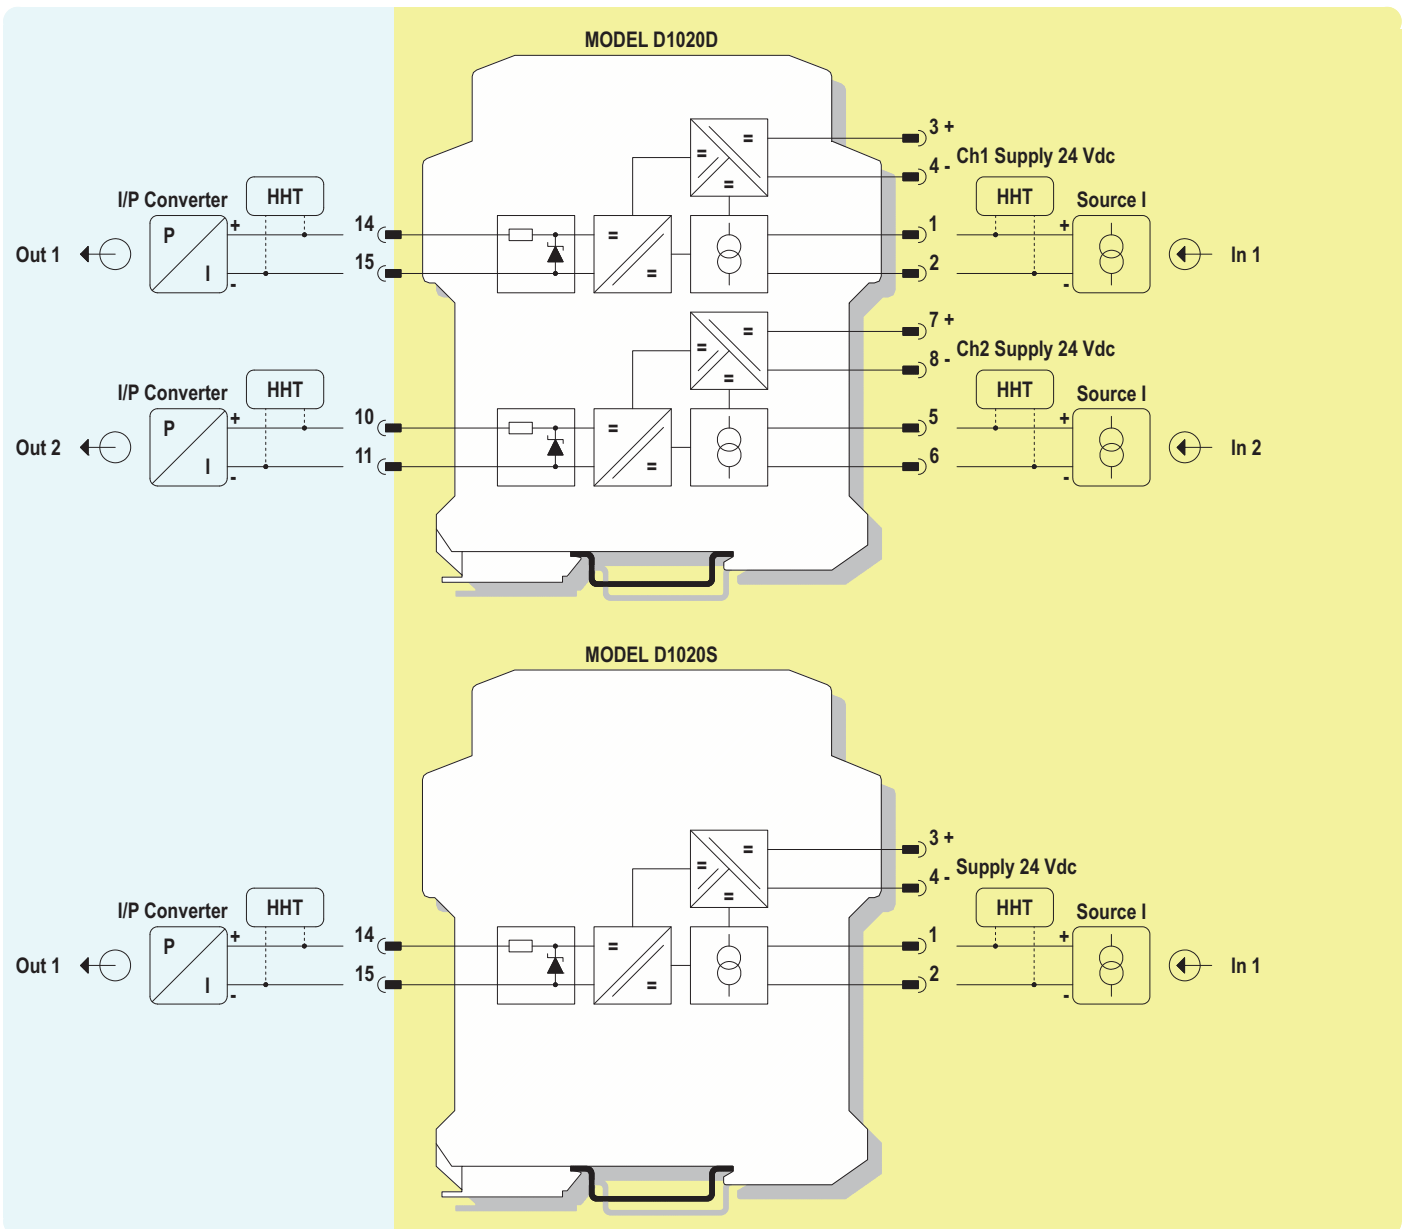 MODEL D1020D
3 +
Ch1 Supply 24 Vdc
4 -
I/P Converter
HHT
14
1
HHT
Source I
P
+
+
Out 1
15
2
In 1
I
-
-
=
=
=
=
=
7 +
Ch2 Supply 24 Vdc
8 -
I/P Converter
HHT
10
5
HHT
Source I
P
+
+
Out 2
11
6
In 2
I
-
-
=
=
=
=
=
MODEL D1020S
3 +
Supply 24 Vdc
4 -
I/P Converter
HHT
14
1
HHT
Source I
P
+
+
Out 1
15
2
In 1
I
-
-
=
=
=
=
=